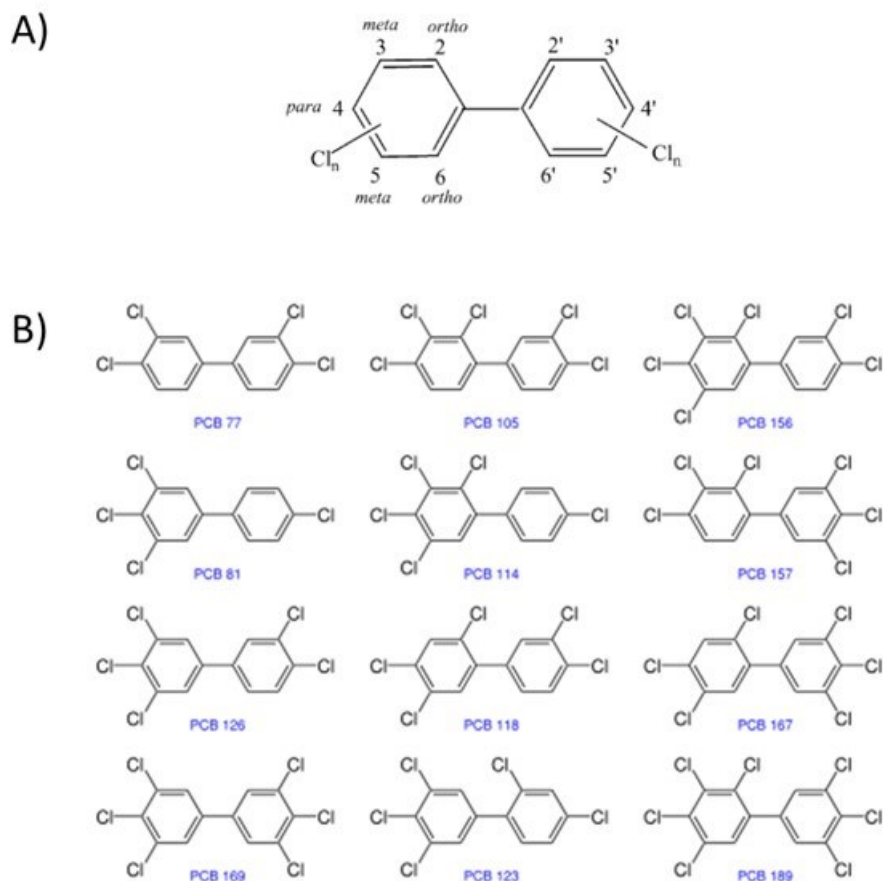 A)
meta ortho
3 2 2' 3'
para 4 4'
Cln Cln
5 6 6' 5'
meta ortho
B)
Cl Cl Cl Cl Cl Cl Cl Cl
Cl Cl Cl Cl Cl Cl
Cl
PCB 77 PCB 105 PCB 156
Cl Cl Cl Cl Cl Cl
Cl Cl Cl Cl Cl Cl
Cl Cl Cl
PCB 81 PCB 114 PCB 157
Cl Cl Cl Cl Cl Cl Cl Cl
Cl Cl Cl Cl Cl Cl
Cl Cl Cl Cl
PCB 126 PCB 118 PCB 167
Cl Cl Cl Cl Cl Cl Cl
Cl Cl Cl Cl Cl Cl
Cl Cl Cl Cl Cl
PCB 169 PCB 123 PCB 189